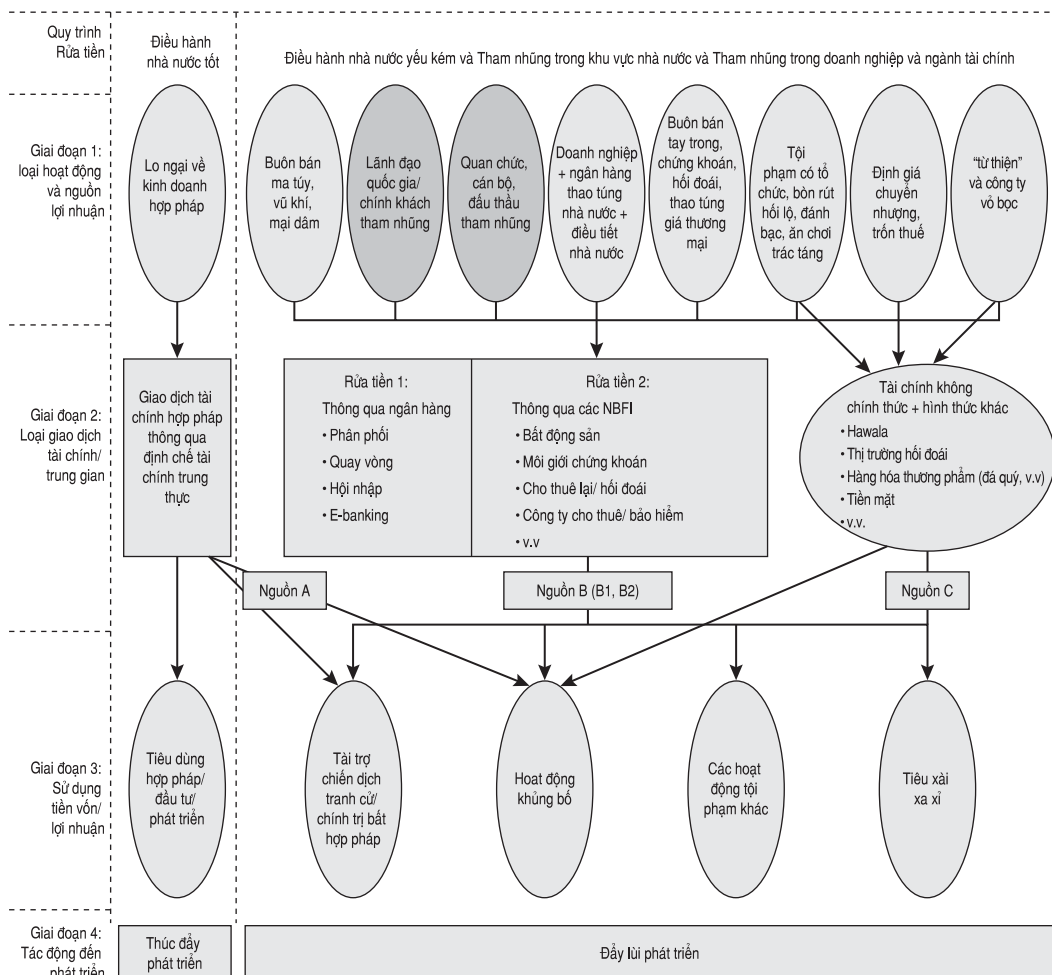 Quy trình
Rửa tiền
Điều hành
nhà nước tốt
Điều hành nhà nước yếu kém và Tham nhũng trong khu vực nhà nước và Tham nhũng trong doanh nghiệp và ngành tài chính
Giai đoạn 1:
loại hoạt động
và nguồn
lợi nhuận
Lo ngại về
kinh doanh
hợp pháp
Buôn bán
ma túy,
vũ khí,
mại dâm
Lãnh đạo
quốc gia/
chính khách
tham nhũng
Quan chức,
cán bộ,
đấu thầu
tham nhũng
Doanh nghiệp
+ ngân hàng
thao túng
nhà nước +
điều tiết
nhà nước
Buôn bán
tay trong,
chứng khoán,
hối đoái,
thao túng
giá thương
mại
Tội
phạm có tổ
chức, bòn rút
hối lộ, đánh
bạc, ăn chơi
trác táng
Định giá
chuyển
nhượng,
trốn thuế
“từ thiện”
và công ty
vỏ bọc
Giai đoạn 2:
Loại giao dịch
tài chính/
trung gian
Giao dịch tài
chính hợp pháp
thông qua
định chế tài
chính trung
thực
Rửa tiền 1:
Thông qua ngân hàng
• Phân phối
• Quay vòng
• Hội nhập
• E-banking
Rửa tiền 2:
Thông qua các NBFI
• Bất động sản
• Môi giới chứng khoán
• Cho thuê lại/ hối đoái
• Công ty cho thuê/ bảo hiểm
• v.v
Tài chính không
chính thức + hình thức khác
• Hawala
• Thị trường hối đoái
• Hàng hóa thương phẩm (đá quý, v.v)
• Tiền mặt
• v.v.
Nguồn A
Nguồn B (B1, B2)
Nguồn C
Giai đoạn 3:
Sử dụng
tiền vốn/
lợi nhuận
Tiêu dùng
hợp pháp/
đầu tư/
phát triển
Tài trợ
chiến dịch
tranh cử/
chính trị bất
hợp pháp
Hoat động
khủng bố
Các hoạt
động tội
phạm khác
Tiêu xài
xa xỉ
Giai đoạn 4:
Tác động đến
phát triển
Thúc đẩy
phát triển
Đẩy lùi phát triển